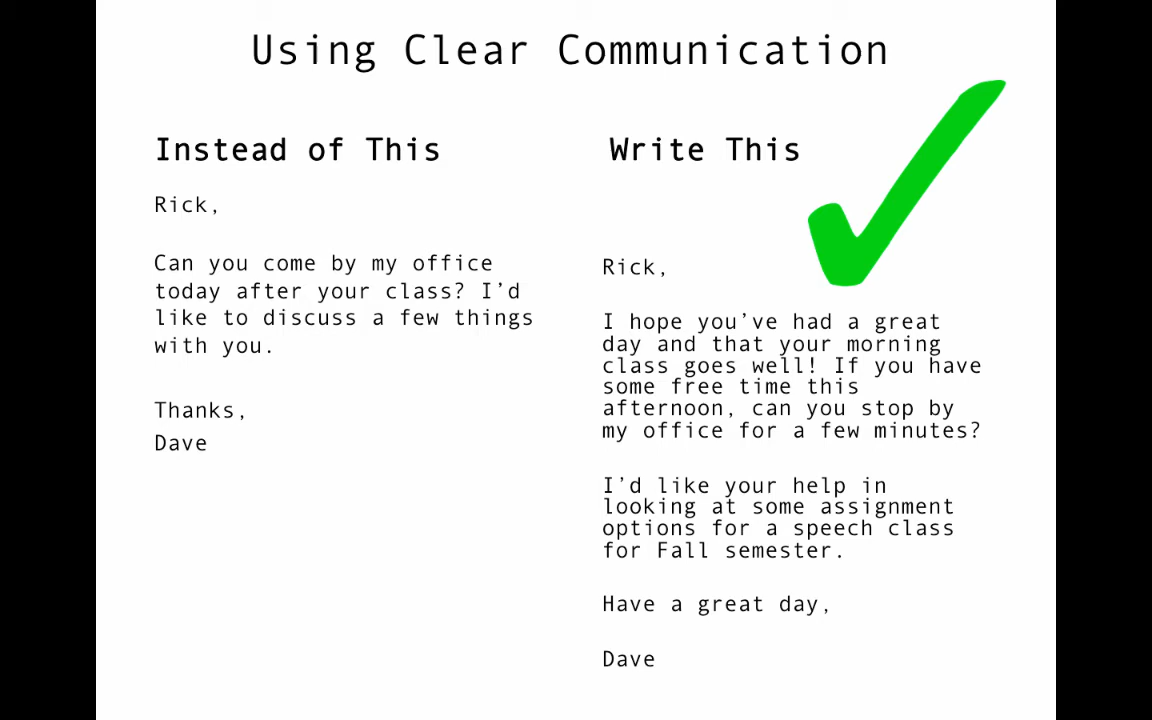 Using Clear Communication
Instead of This
Rick,
Can you come by my office
today after your class? I’d
like to discuss a few things
with you.
Thanks,
Dave
Write This
Rick,
I hope you’ve had a great
day and that your morning
class goes well! If you have
some free time this
afternoon, can you stop by
my office for a few minutes?
I’d like your help in
looking at some assignment
options for a speech class
for Fall semester.
Have a great day,
Dave